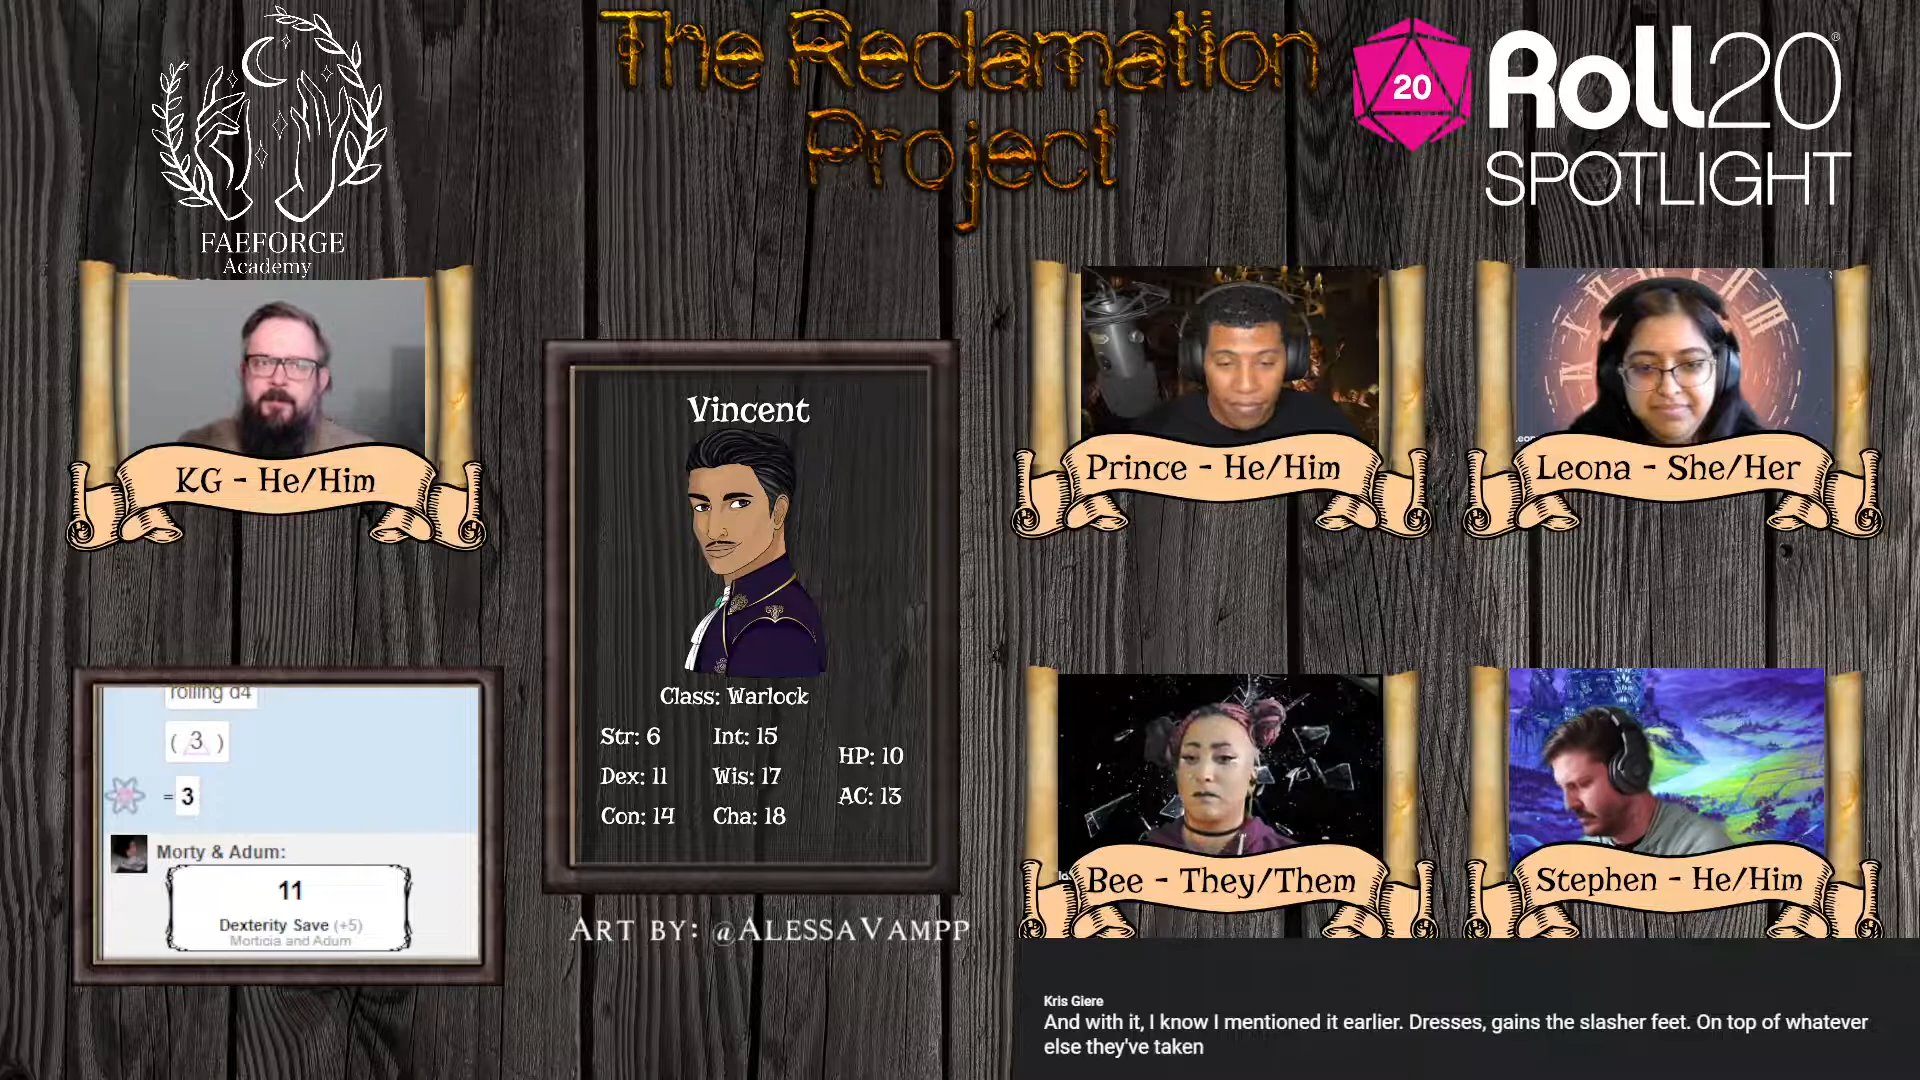 The Reclamation
Project
20
Roll20®
SPOTLIGHT
FAEFORGE
Academy
KG - He/Him
Prince - He/Him
Leona - She/Her
Vincent
Class: Warlock
Str: 6
Int: 15
HP: 10
Dex: 11
Wis: 17
AC: 13
Con: 14
Cha: 18
rolling d4
( 3 )
= 3
Morty & Adum:
11
Dexterity Save (+5)
Morticia and Adum
ART BY: @ALESSAVAMPP
Bee - They/Them
Stephen - He/Him
Kris Giere
And with it, I know I mentioned it earlier. Dresses, gains the slasher feet. On top of whatever
else they've taken